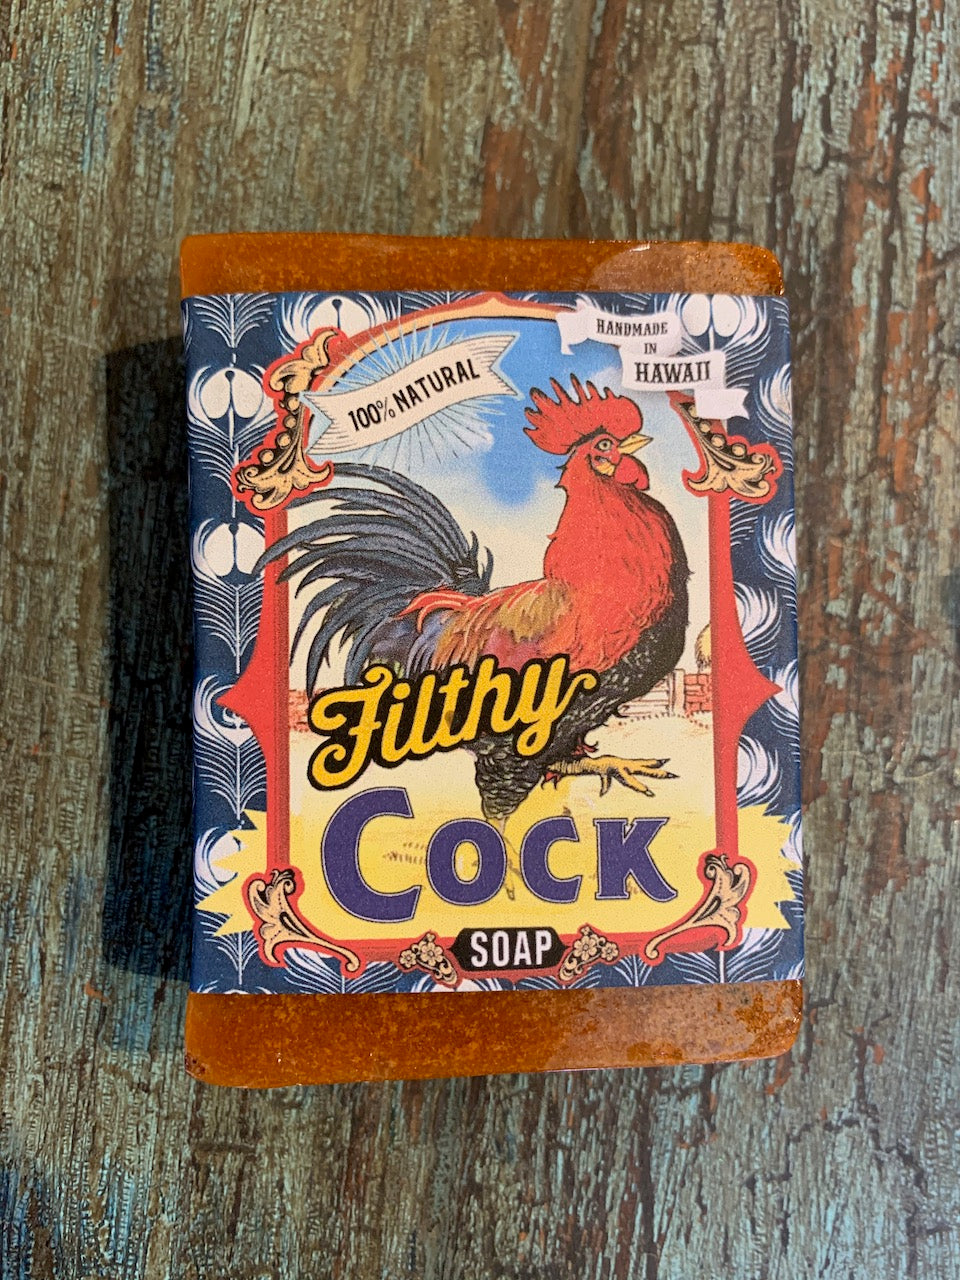 100% NATURAL
HANDMADE
IN
HAWAII
Filthy
COCK
SOAP